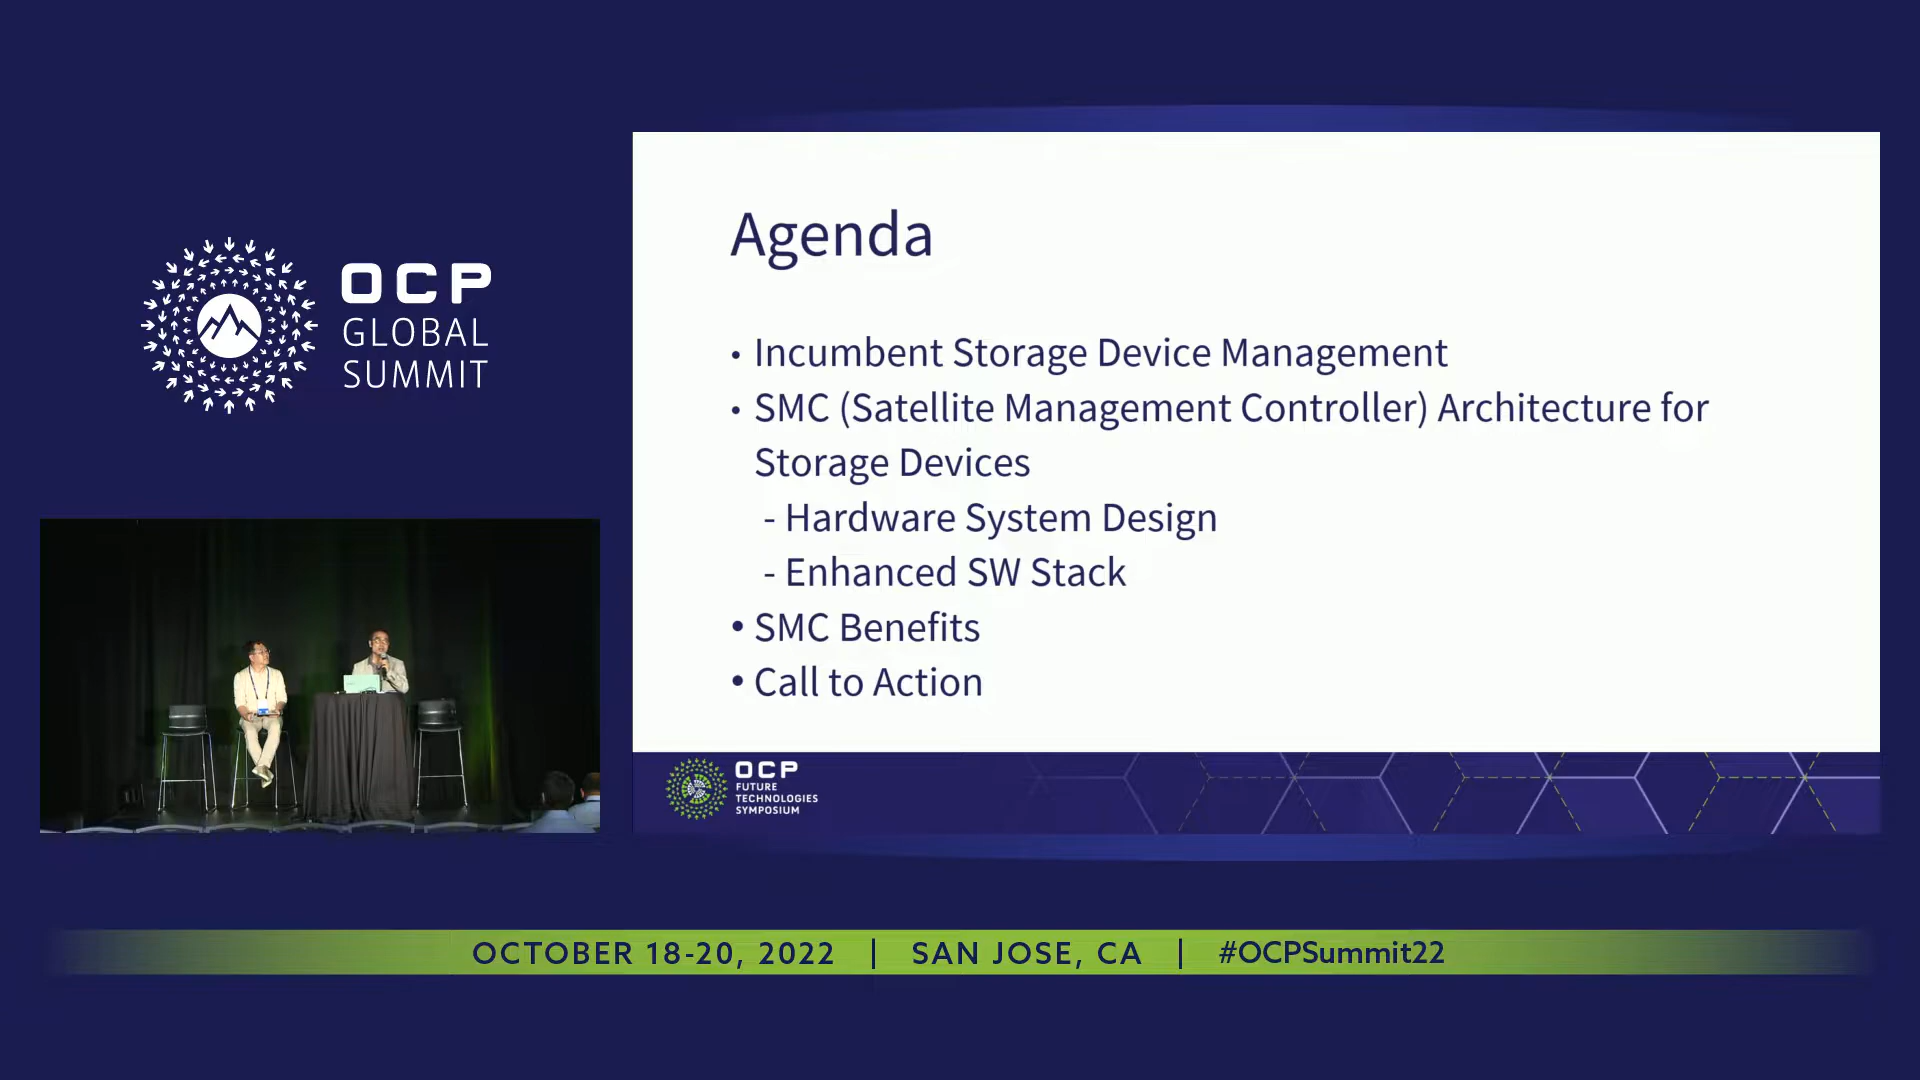 OCP
GLOBAL
SUMMIT
Agenda
• Incumbent Storage Device Management
• SMC (Satellite Management Controller) Architecture for
Storage Devices
- Hardware System Design
- Enhanced SW Stack
• SMC Benefits
• Call to Action
OCP
FUTURE
TECHNOLOGIES
SYMPOSIUM
OCTOBER 18-20, 2022 | SAN JOSE, CA | #OCPSummit22